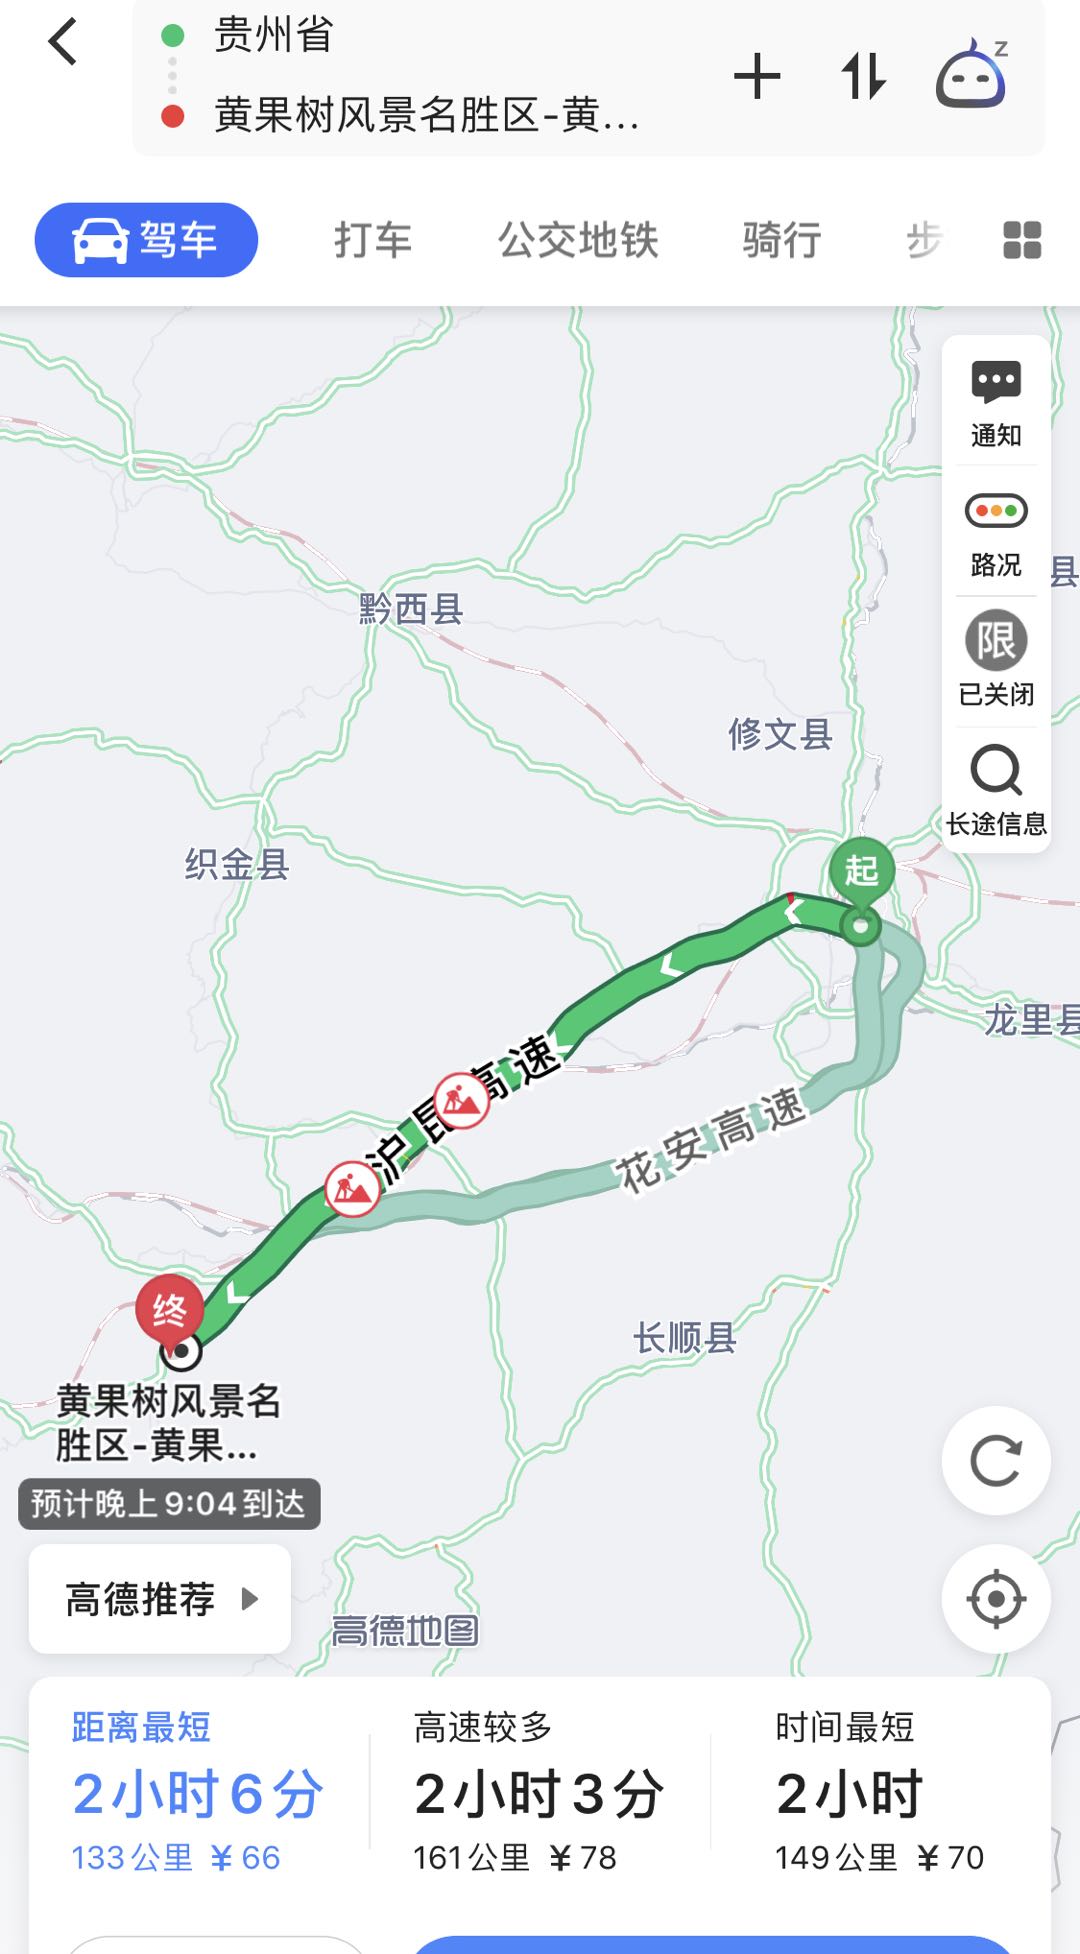 贵州省
黄果树风景名胜区-黄...
z
驾车
打车
公交地铁
骑行
步
通知
路况
限
已关闭
长途信息
县
黔西县
修文县
织金县
起
龙里县
沪昆高速
花安高速
终
长顺县
黄果树风景名
胜区-黄果...
预计晚上9:04到达
高德推荐
高德地图
距离最短
2小时6分
133公里 ¥66
高速较多
2小时3分
161公里 ¥78
时间最短
2小时
149公里 ¥70